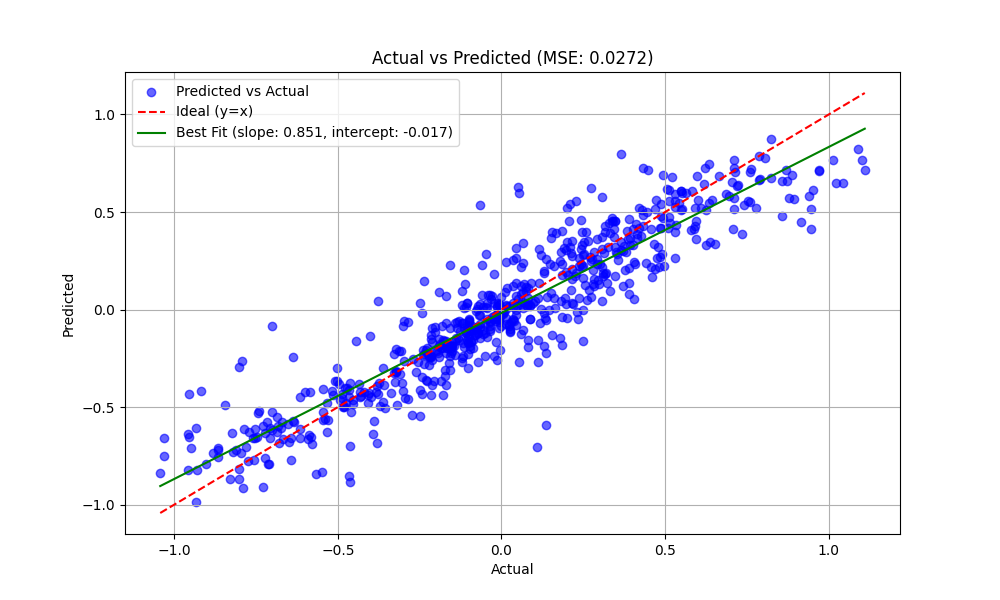 Actual vs Predicted (MSE: 0.0272)
Predicted vs Actual
Ideal (y=x)
Best Fit (slope: 0.851, intercept: -0.017)
1.0
0.5
0.0
−0.5
−1.0
Predicted
−1.0 −0.5 0.0 0.5 1.0
Actual